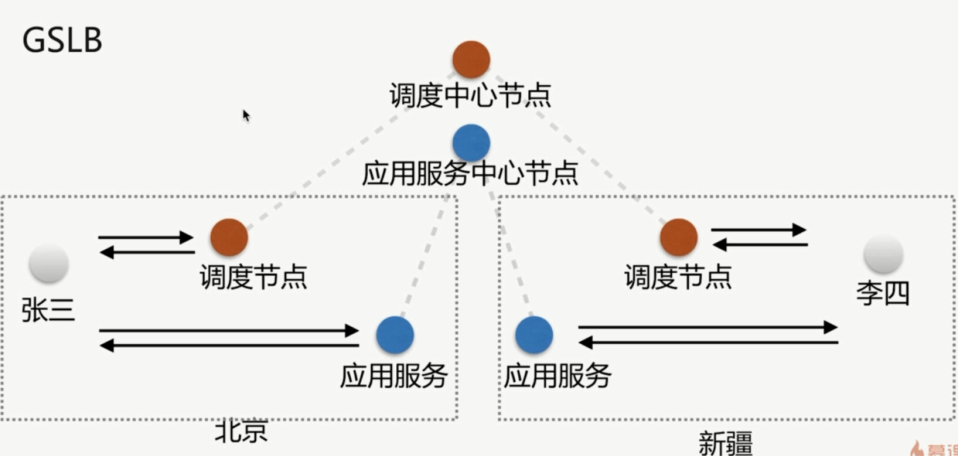 GSLB
调度中心节点
应用服务中心节点
调度节点
调度节点
张三
李四
应用服务
应用服务
北京
新疆